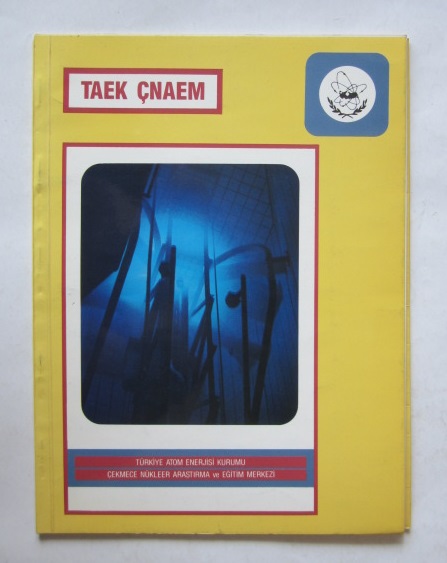 TAEK ÇNAEM
TÜRKİYE ATOM ENERJİSİ KURUMU
ÇEKMECE NÜKLEER ARAŞTIRMA ve EĞİTİM MERKEZİ